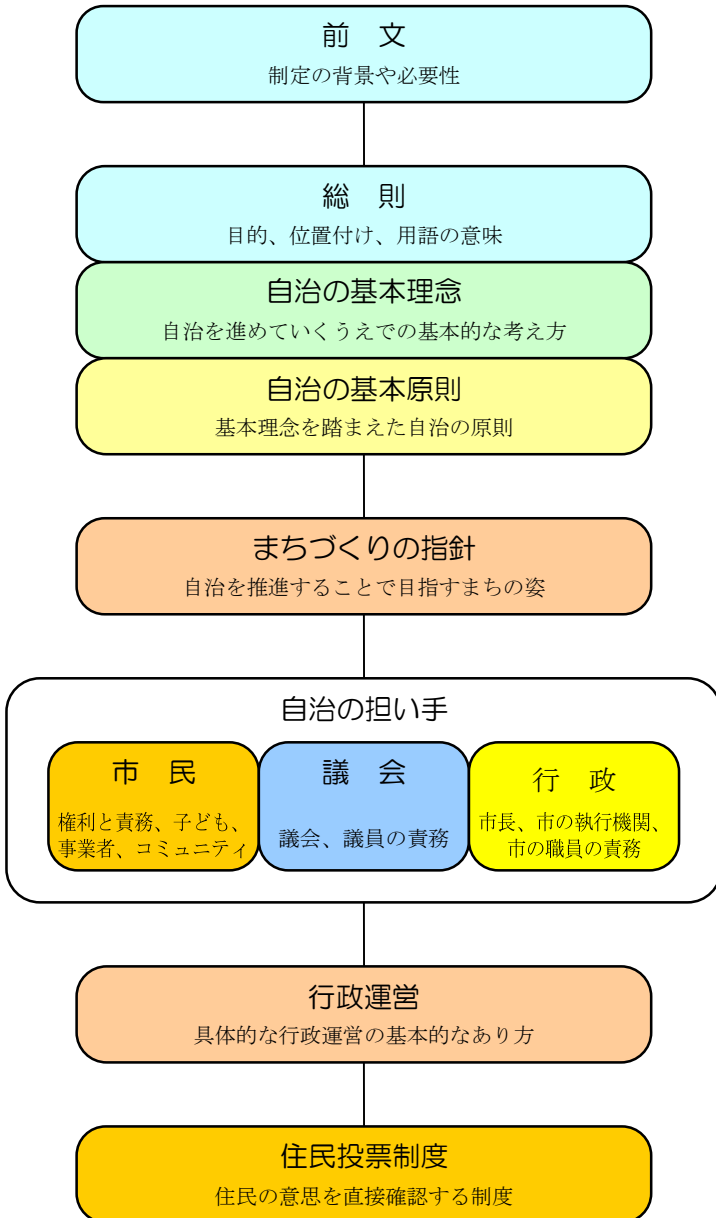 前　文
制定の背景や必要性
総　則
目的、位置付け、用語の意味
自治の基本理念
自治を進めていくうえでの基本的な考え方
自治の基本原則
基本理念を踏まえた自治の原則
まちづくりの指針
自治を推進することで目指すまちの姿
自治の担い手
市　民
権利と責務、子ども、
事業者、コミュニティ
議　会
議会、議員の責務
行　政
市長、市の執行機関、
市の職員の責務
行政運営
具体的な行政運営の基本的なあり方
住民投票制度
住民の意思を直接確認する制度